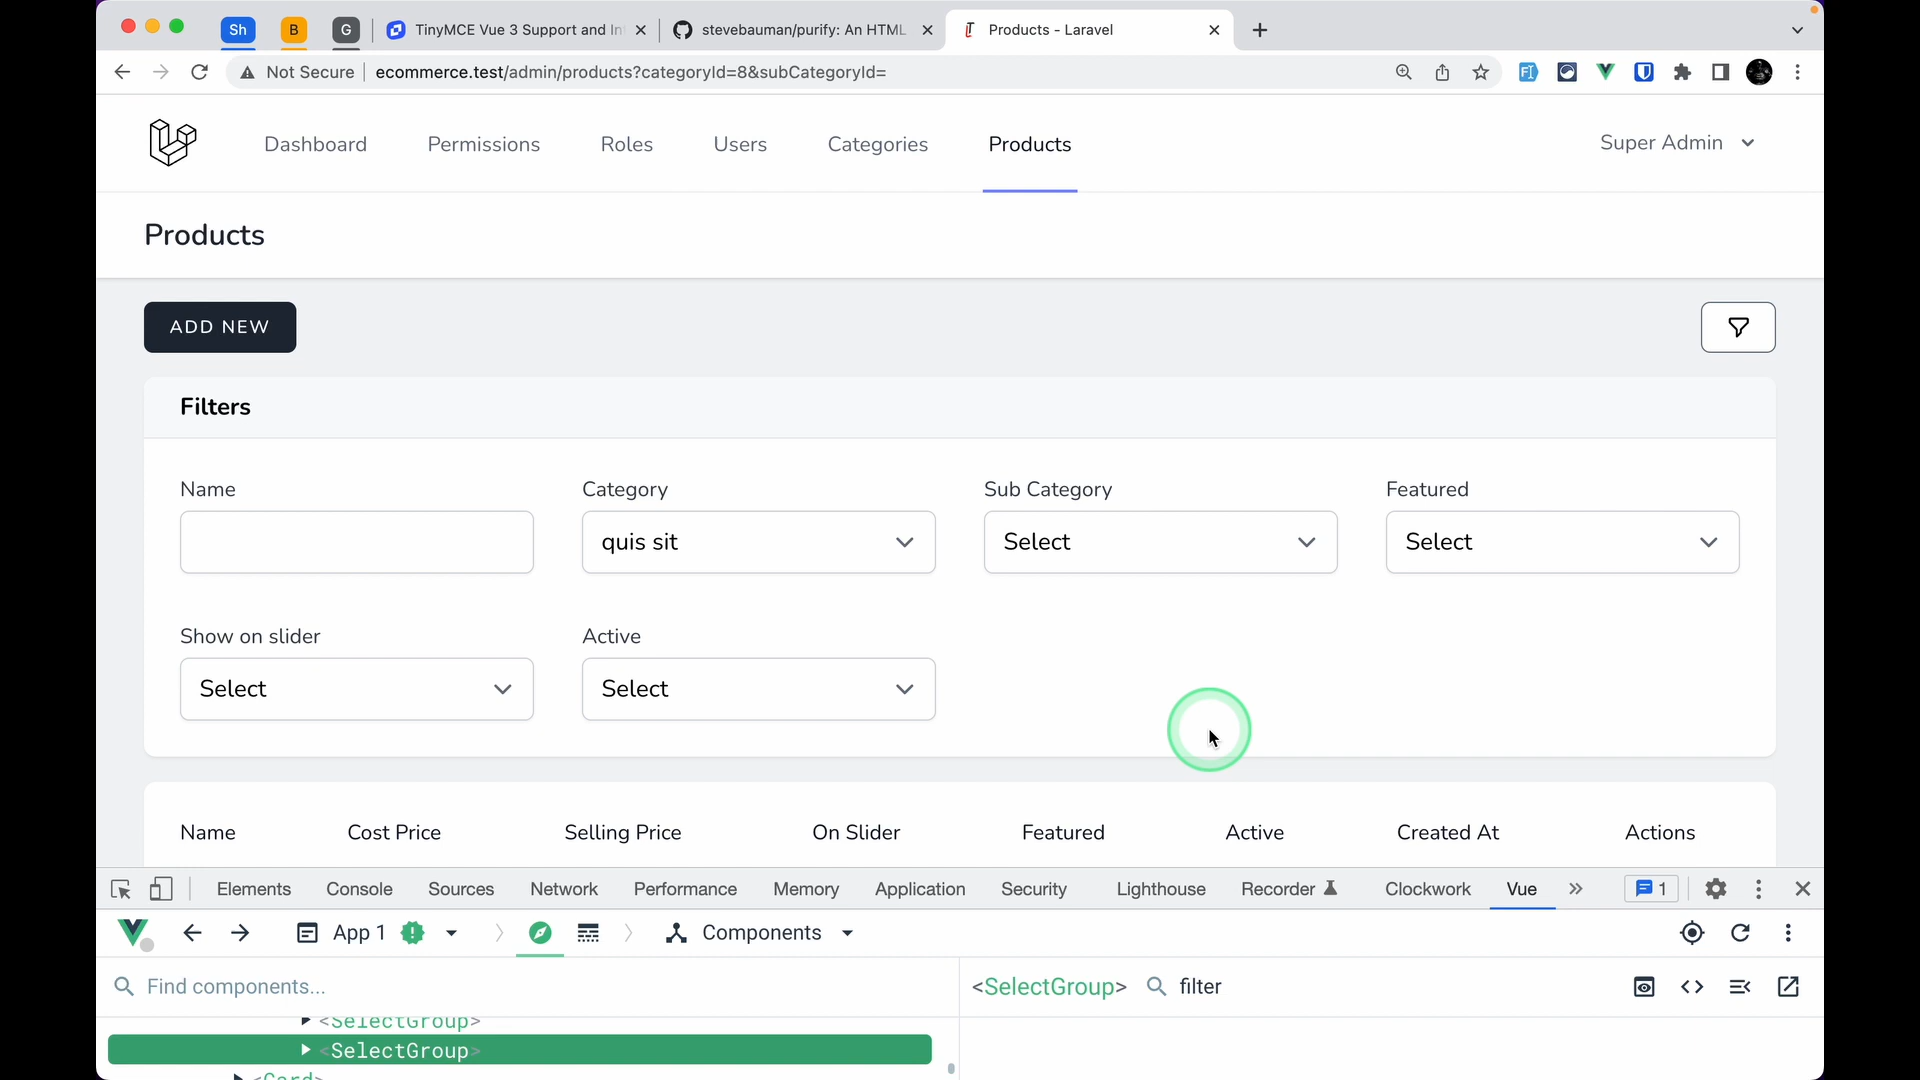 Sh B G TinyMCE Vue 3 Support and In stevebauman/purify: An HTML Products - Laravel
Not Secure ecommerce.test/admin/products?categoryId=8&subCategoryId=
Dashboard Permissions Roles Users Categories Products Super Admin
Products
ADD NEW
Filters
Name Category Sub Category Featured
quis sit Select Select
Show on slider Active
Select Select
Name Cost Price Selling Price On Slider Featured Active Created At Actions
Elements Console Sources Network Performance Memory Application Security Lighthouse Recorder Clockwork Vue 1
App 1 Components
Find components... <SelectGroup> filter
<SelectGroup>
<SelectGroup>
<Card>